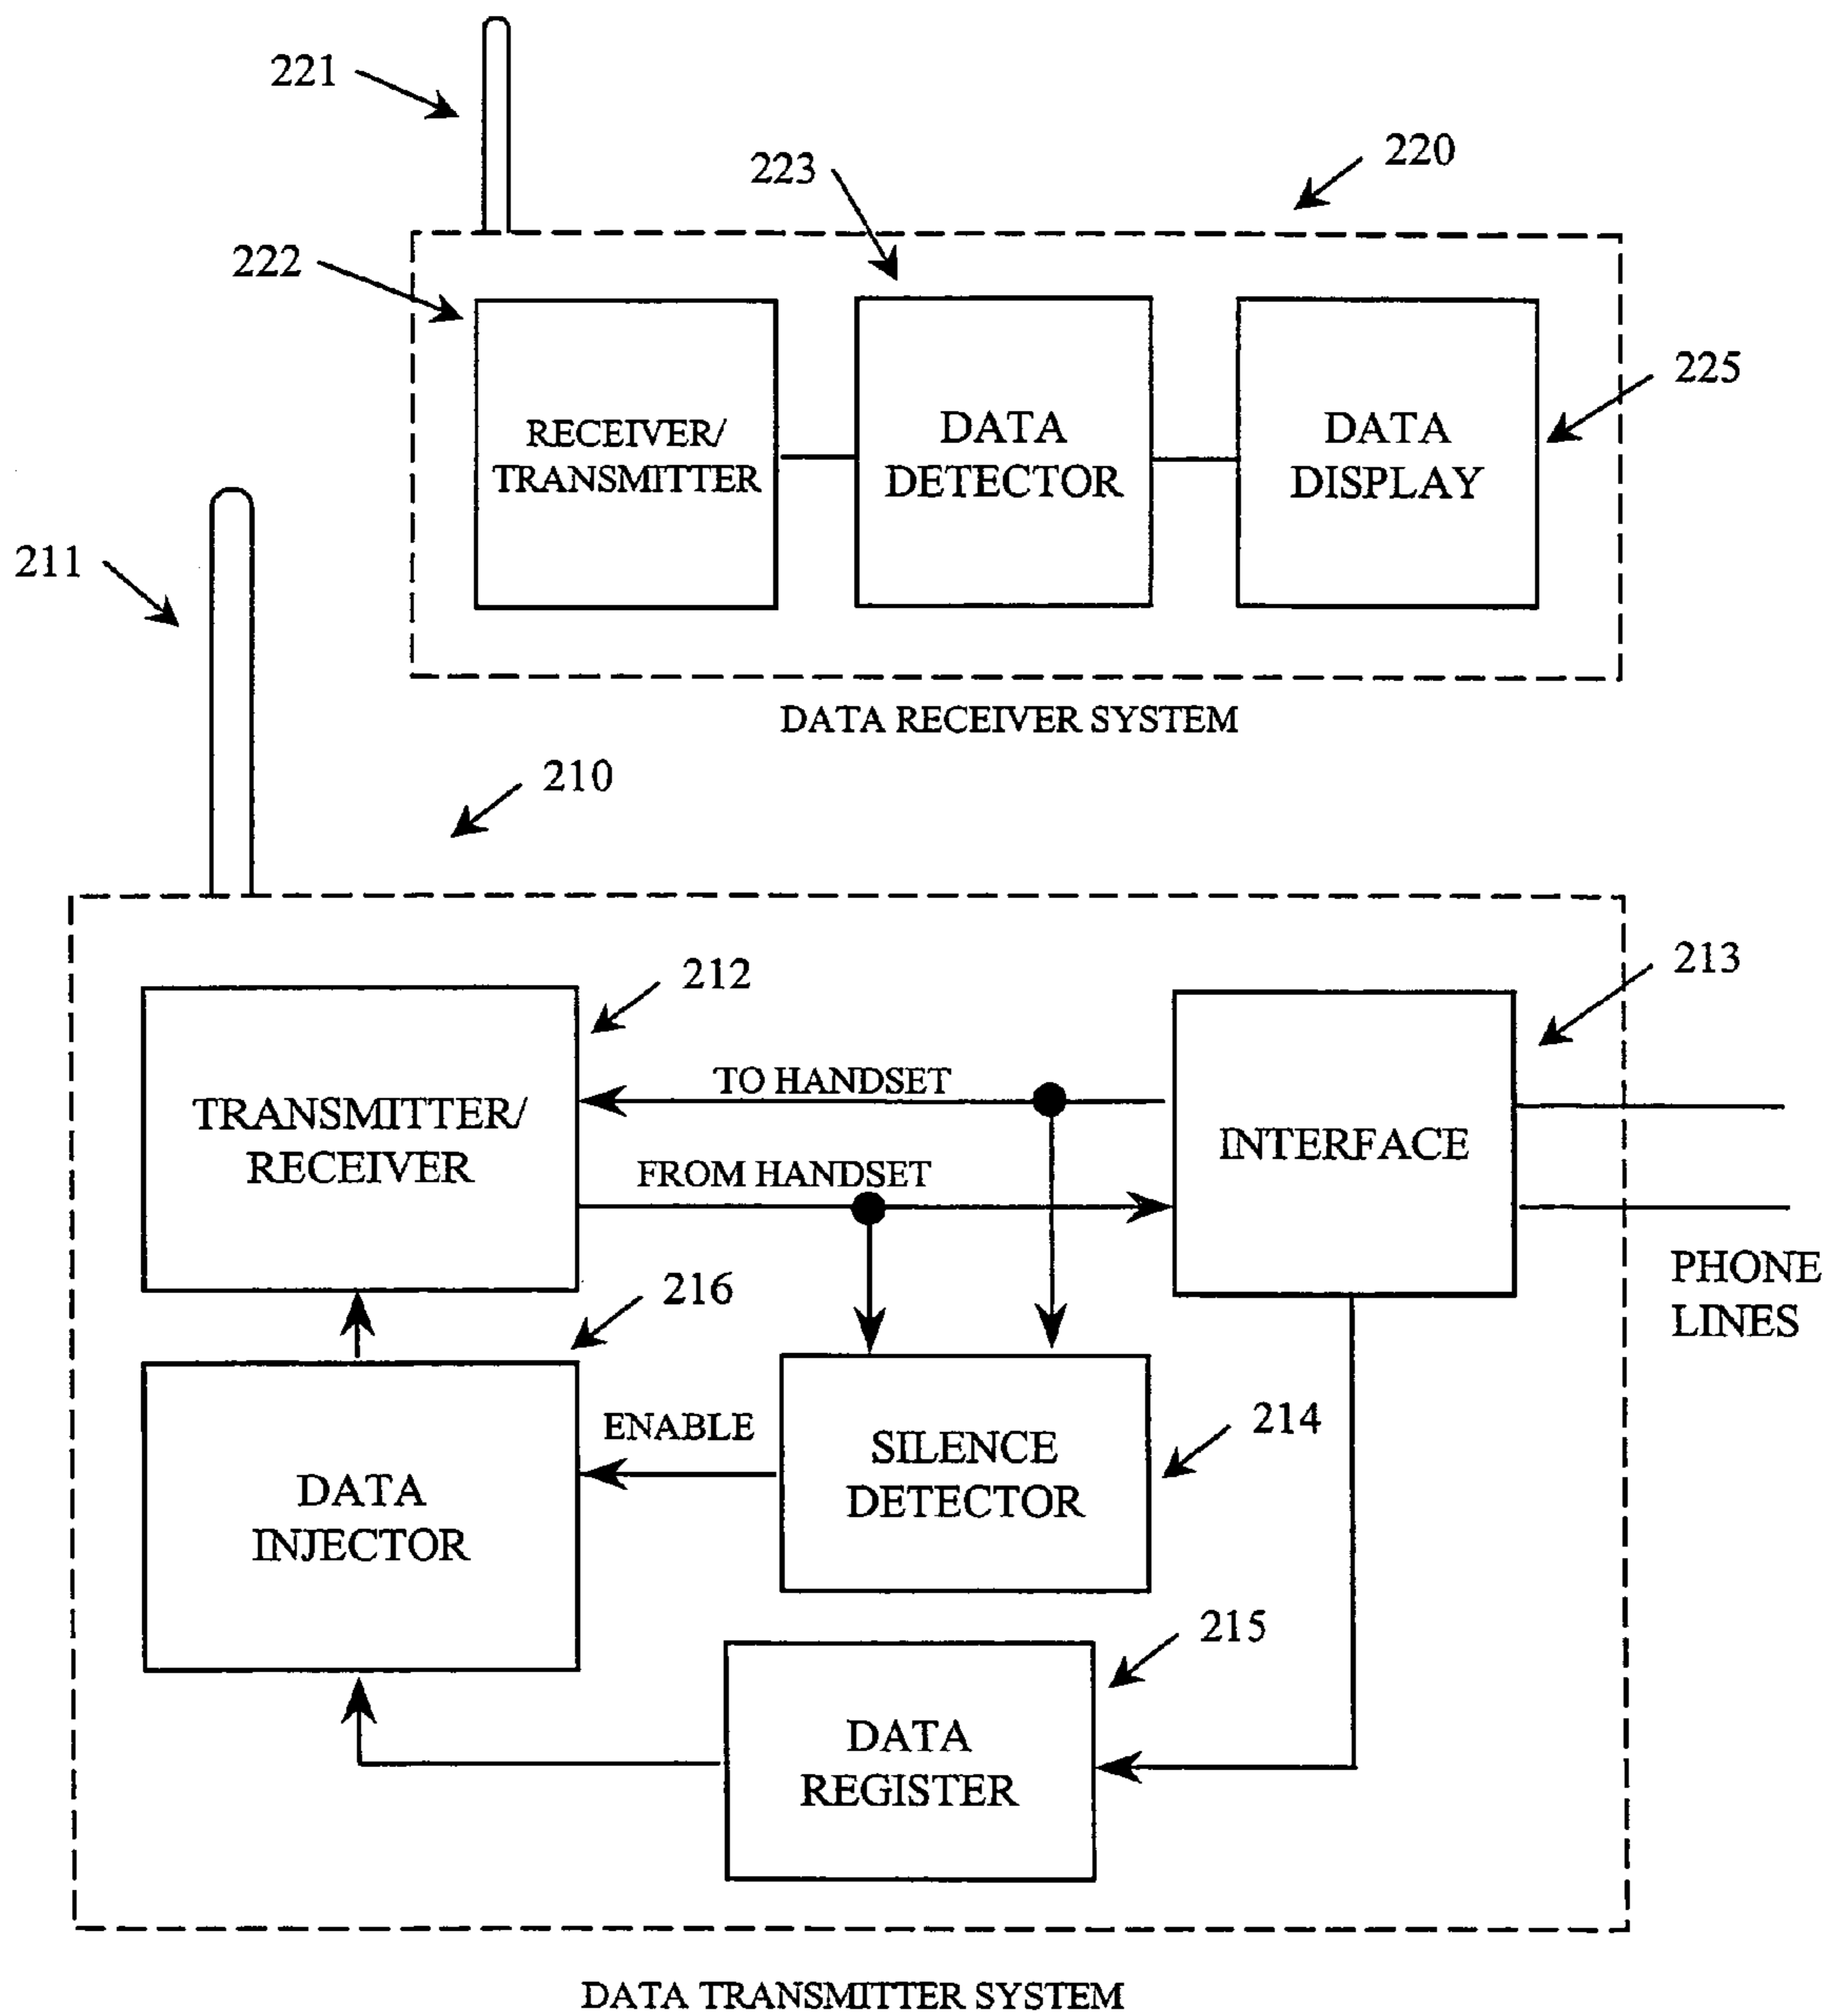 221
220
223
222
225
RECEIVER/
TRANSMITTER
DATA
DETECTOR
DATA
DISPLAY
211
DATA RECEIVER SYSTEM
210
213
212
TO HANDSET
TRANSMITTER/
RECEIVER
INTERFACE
FROM HANDSET
PHONE
LINES
216
214
ENABLE
SILENCE
DETECTOR
DATA
INJECTOR
215
DATA
REGISTER
DATA TRANSMITTER SYSTEM